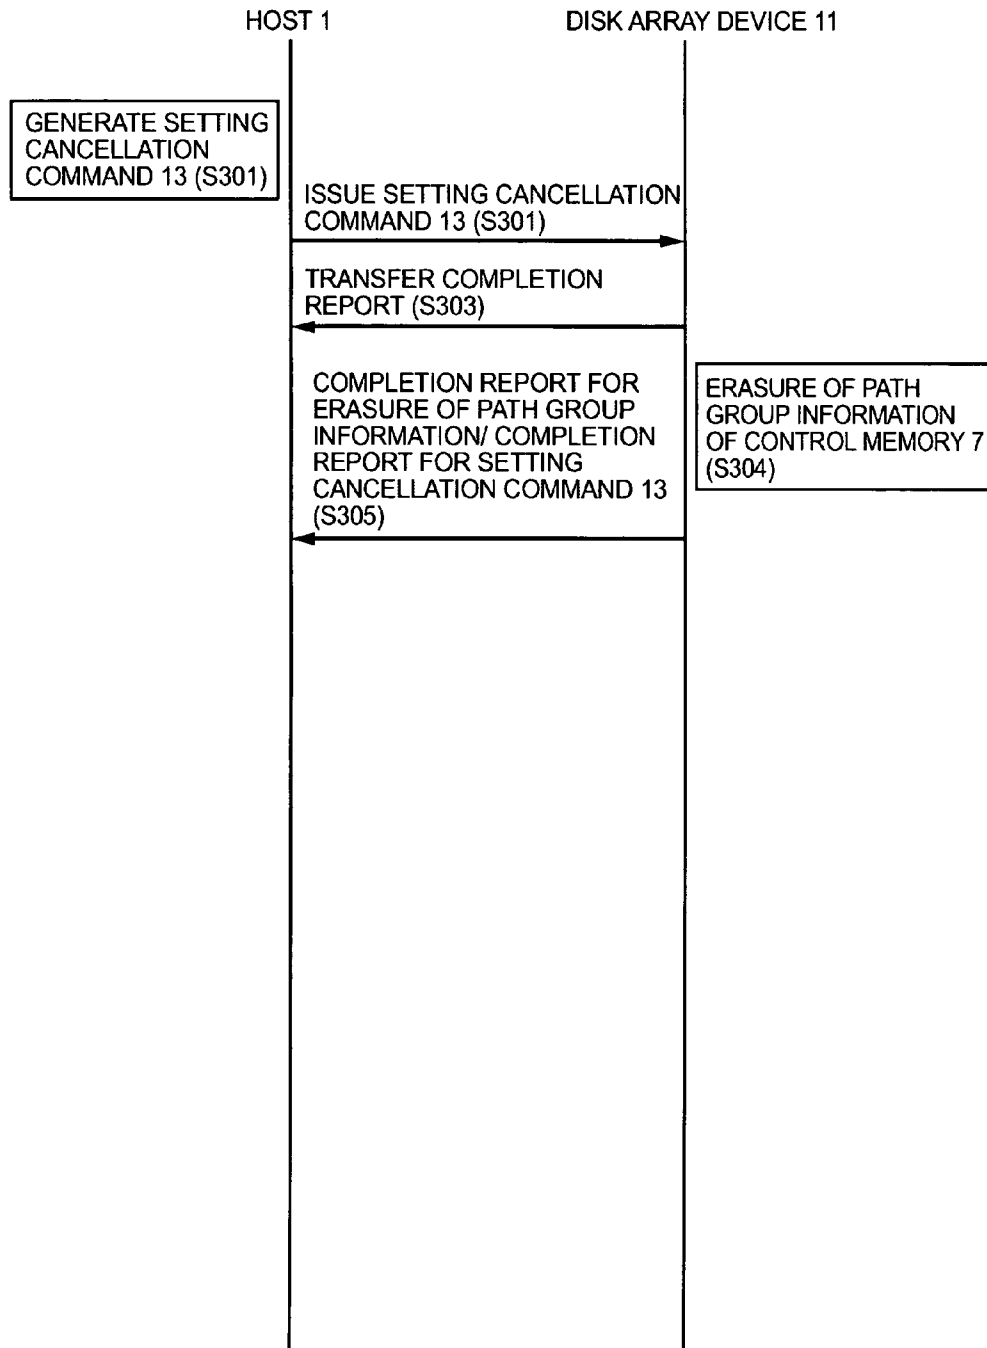 HOST 1
DISK ARRAY DEVICE 11
GENERATE SETTING
CANCELLATION
COMMAND 13 (S301)
ISSUE SETTING CANCELLATION
COMMAND 13 (S301)
TRANSFER COMPLETION
REPORT (S303)
COMPLETION REPORT FOR
ERASURE OF PATH GROUP
INFORMATION/ COMPLETION
REPORT FOR SETTING
CANCELLATION COMMAND 13
(S305)
ERASURE OF PATH
GROUP INFORMATION
OF CONTROL MEMORY 7
(S304)